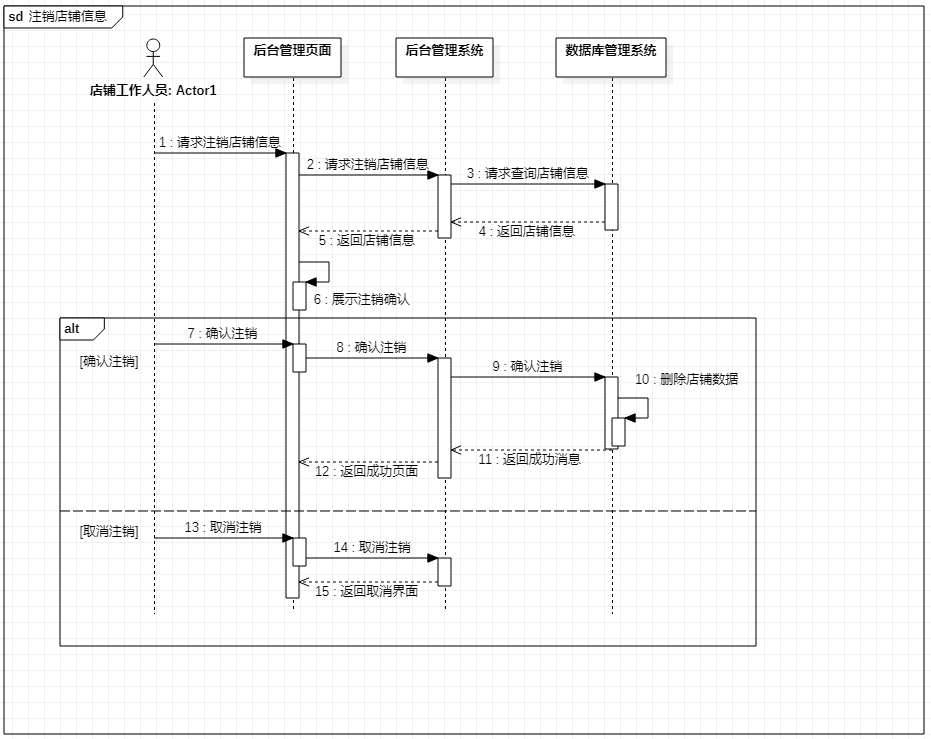 sd 注销店铺信息
后台管理页面
后台管理系统
数据库管理系统
店铺工作人员: Actor1
1 : 请求注销店铺信息
2 : 请求注销店铺信息
3 : 请求查询店铺信息
4 : 返回店铺信息
5 : 返回店铺信息
6 : 展示注销确认
alt
7 : 确认注销
8 : 确认注销
[确认注销]
9 : 确认注销
10 : 删除店铺数据
11 : 返回成功消息
12 : 返回成功页面
[取消注销]
13 : 取消注销
14 : 取消注销
15 : 返回取消界面